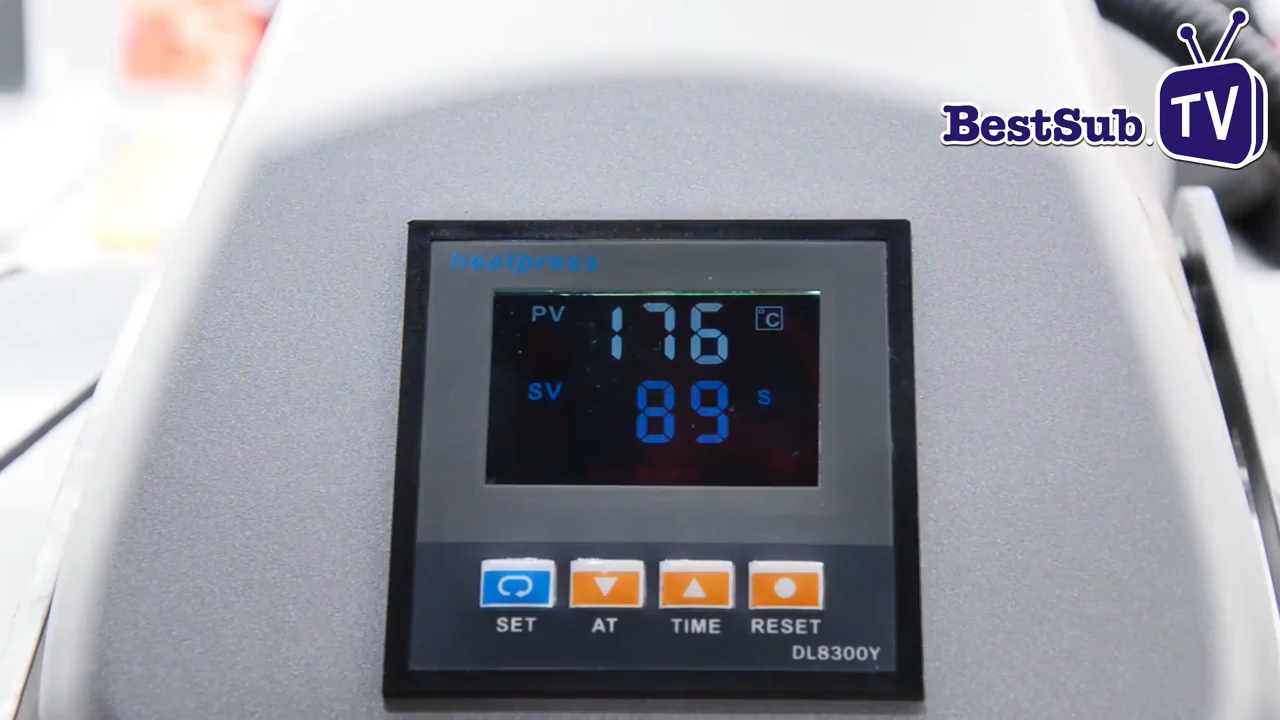 BestSub.
TV
heatpress
PV 176 °C
SV 89 s
SET AT TIME RESET
DL8300Y